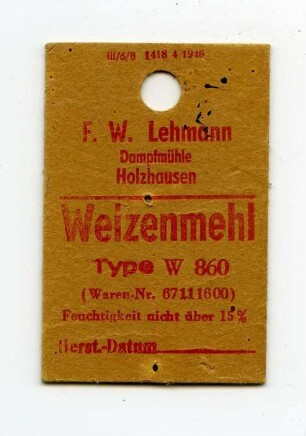 III/6/8 1418 4 1946
F. W. Lehmann
Dampfmühle
Holzhausen
Weizenmehl
Type W 860
(Waren-Nr. 67111600)
Feuchtigkeit nicht über 15%
Herst.-Datum